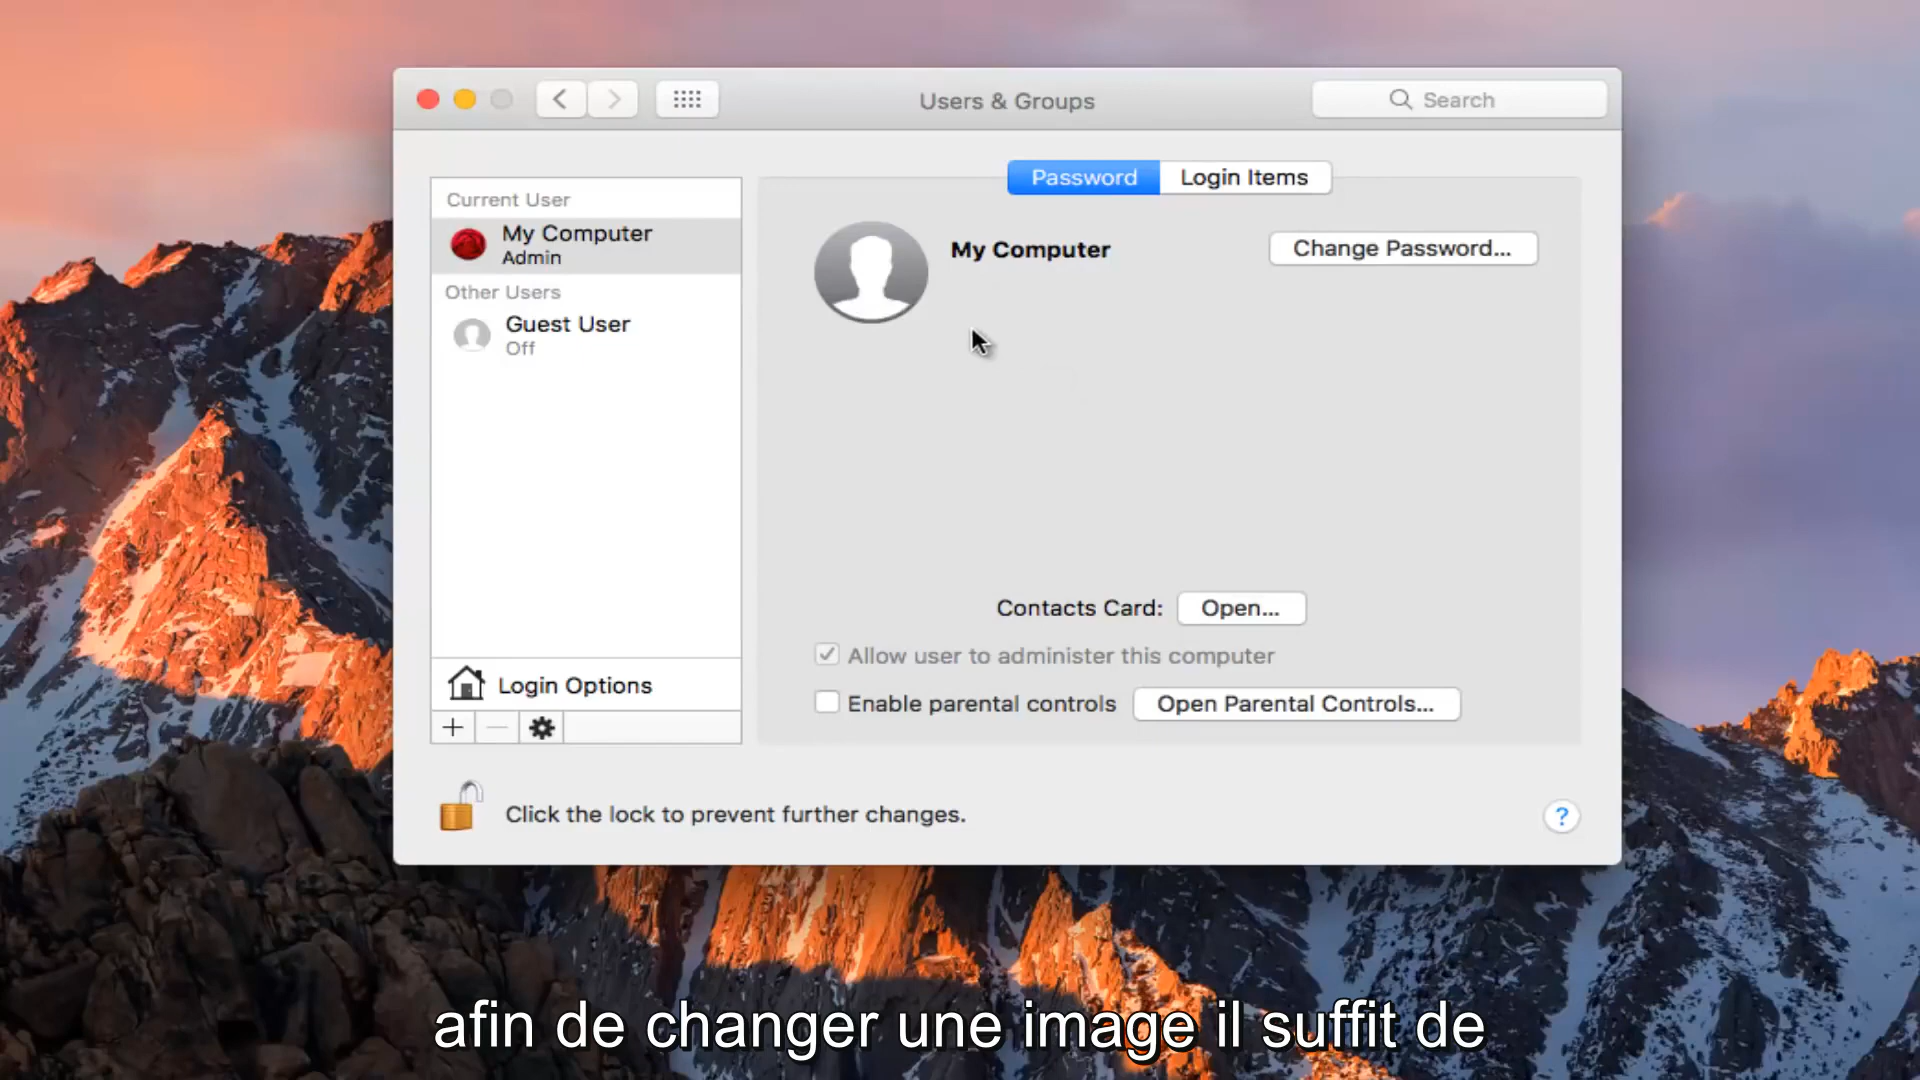 Users & Groups
Search
Password
Login Items
Current User
My Computer
Admin
Other Users
Guest User
Off
My Computer
Change Password...
Contacts Card:
Open...
Allow user to administer this computer
Enable parental controls
Open Parental Controls...
Login Options
Click the lock to prevent further changes.
?
afin de changer une image il suffit de